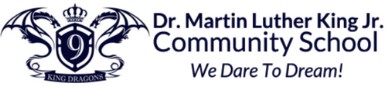 9
KING DRAGONS
Dr. Martin Luther King Jr.
Community School
We Dare To Dream!